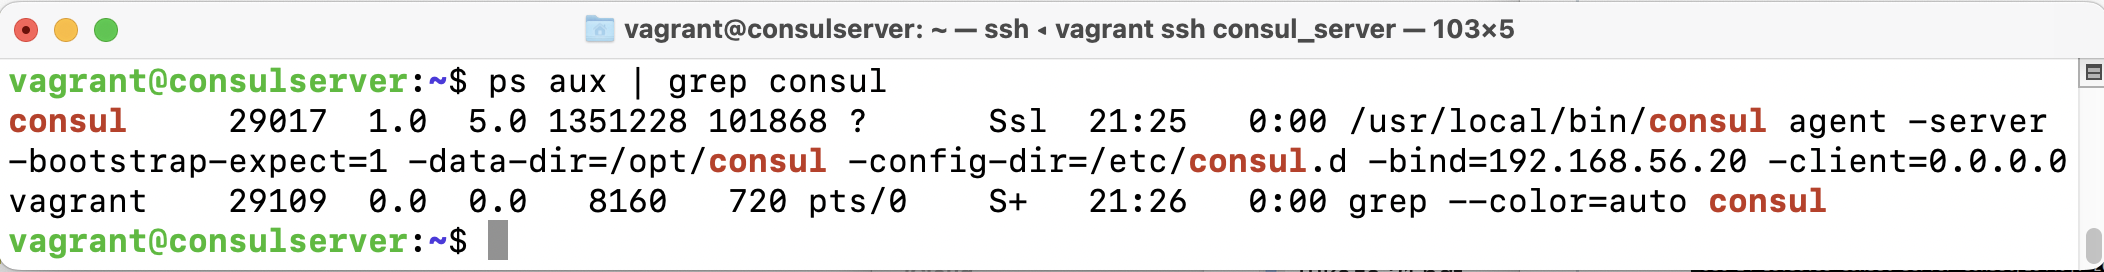 vagrant@consulserver: ~ — ssh ◂ vagrant ssh consul_server — 103×5
vagrant@consulserver:~$ ps aux | grep consul
consul     29017  1.0  5.0 1351228 101868 ?       Ssl  21:25   0:00 /usr/local/bin/consul agent -server
-bootstrap-expect=1 -data-dir=/opt/consul -config-dir=/etc/consul.d -bind=192.168.56.20 -client=0.0.0.0
vagrant    29109  0.0  0.0   8160   720 pts/0    S+   21:26   0:00 grep --color=auto consul
vagrant@consulserver:~$